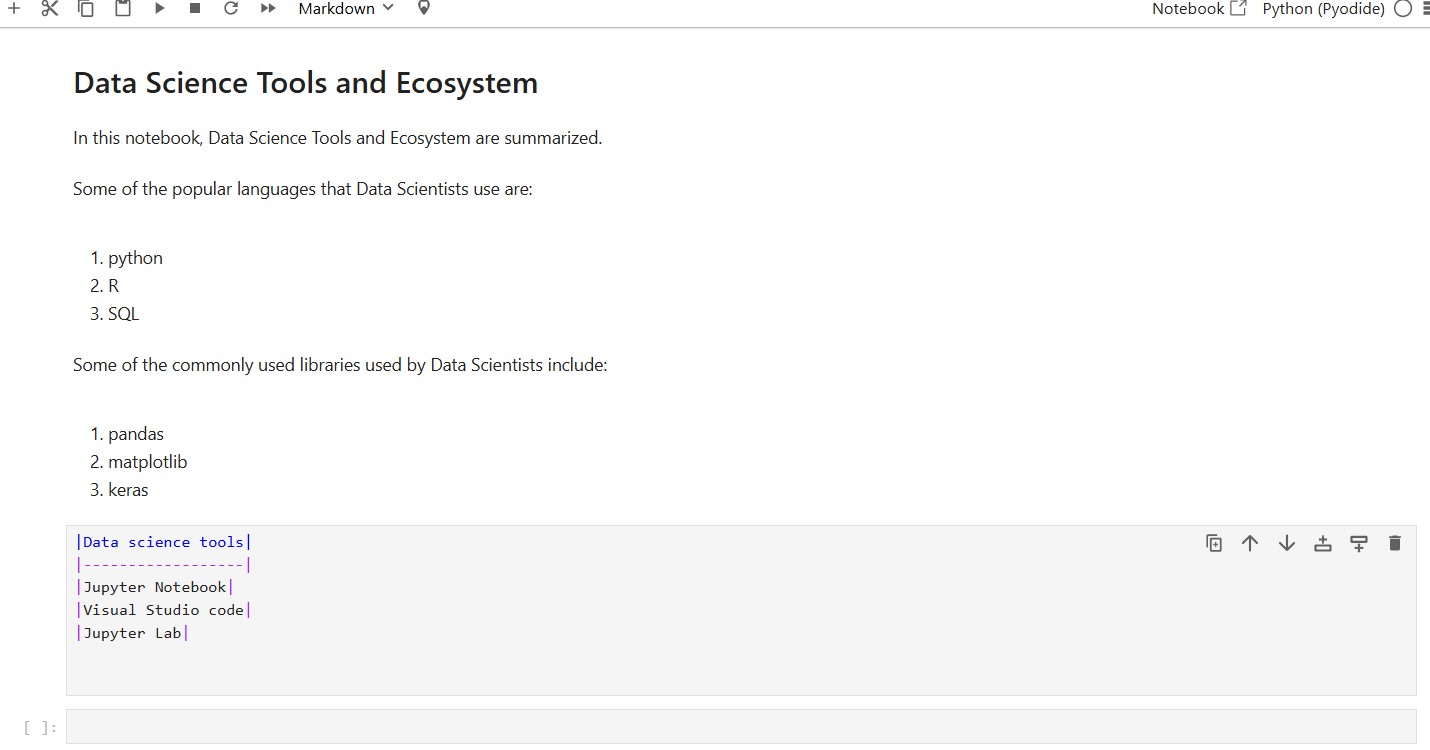 Markdown
Notebook
Python (Pyodide)
Data Science Tools and Ecosystem
In this notebook, Data Science Tools and Ecosystem are summarized.
Some of the popular languages that Data Scientists use are:
1. python
2. R
3. SQL
Some of the commonly used libraries used by Data Scientists include:
1. pandas
2. matplotlib
3. keras
|Data science tools|
|------------------|
|Jupyter Notebook|
|Visual Studio code|
|Jupyter Lab|
[ ]: